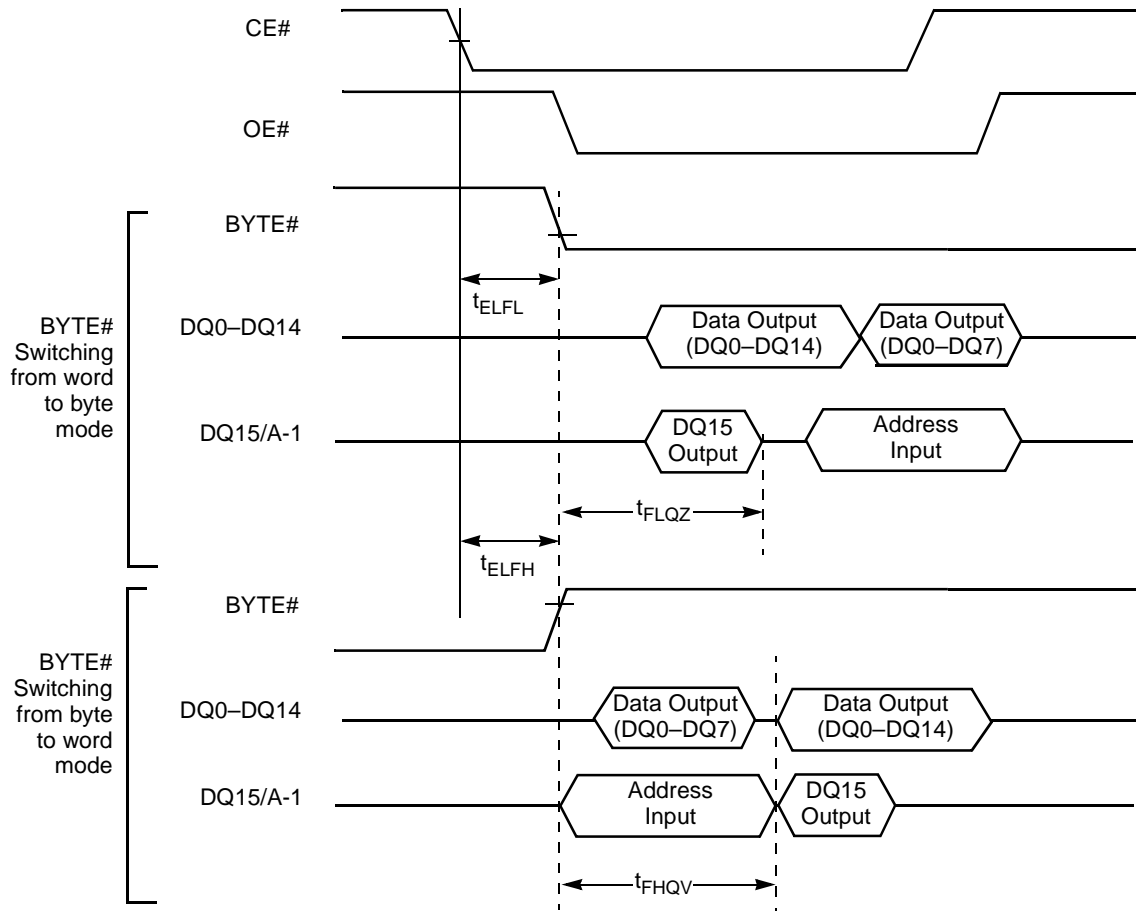 CE#
OE#
BYTE#
tELFL
BYTE#
Switching
from word
to byte
mode
DQ0–DQ14
Data Output
(DQ0–DQ14)
Data Output
(DQ0–DQ7)
DQ15/A-1
DQ15
Output
Address
Input
tFLQZ
tELFH
BYTE#
BYTE#
Switching
from byte
to word
mode
DQ0–DQ14
Data Output
(DQ0–DQ7)
Data Output
(DQ0–DQ14)
DQ15/A-1
Address
Input
DQ15
Output
tFHQV